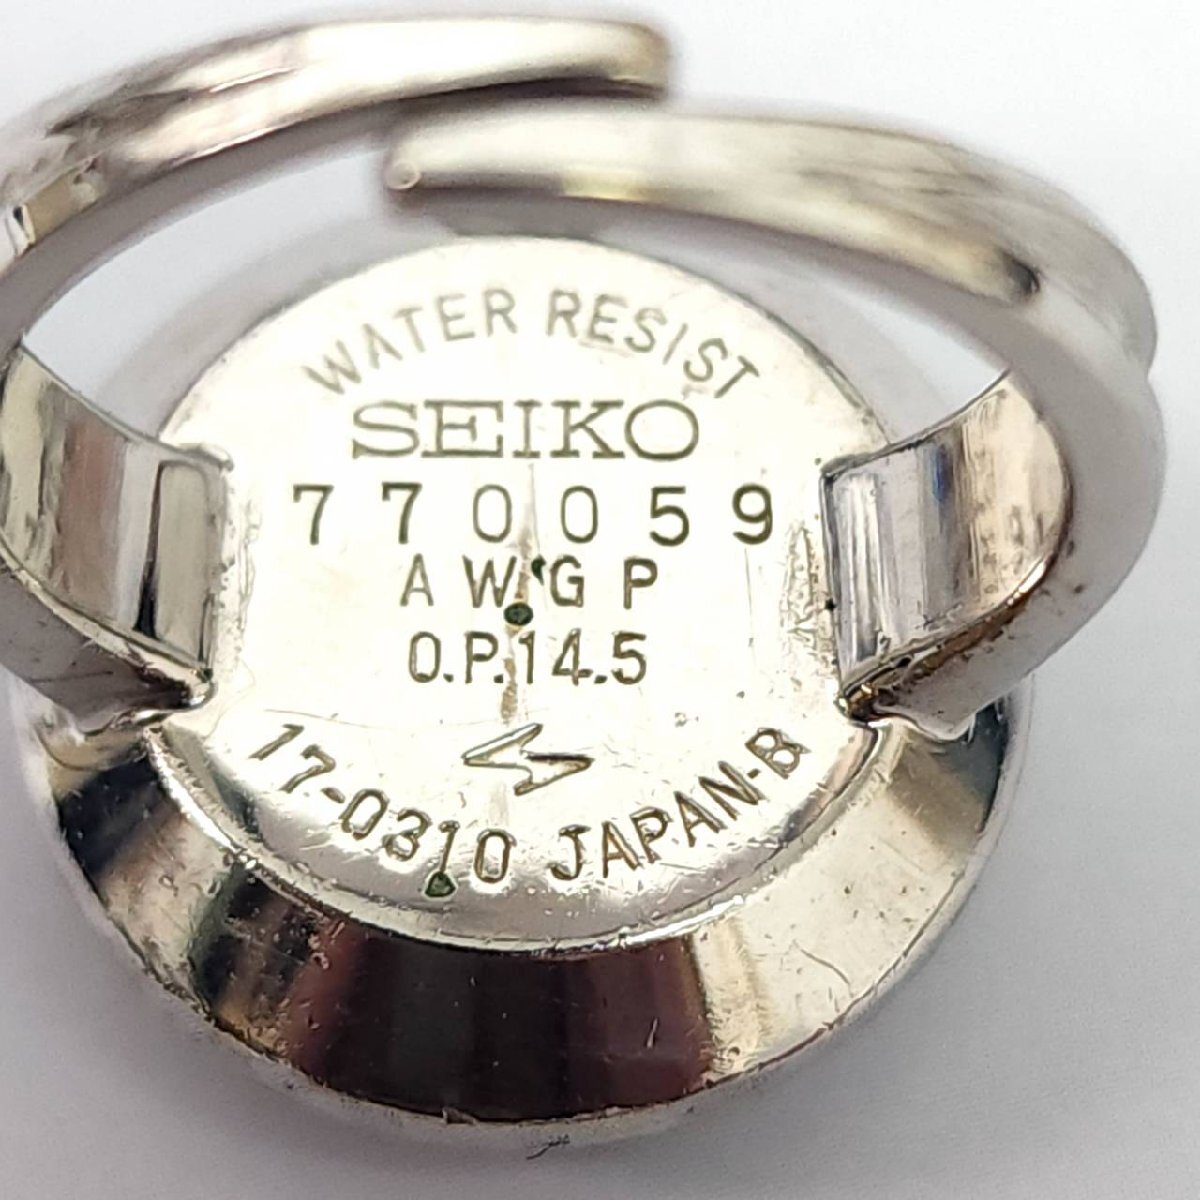 WATER RESIST
SEIKO
770059
AWGP
O.P.14.5
17-0310 JAPAN-B